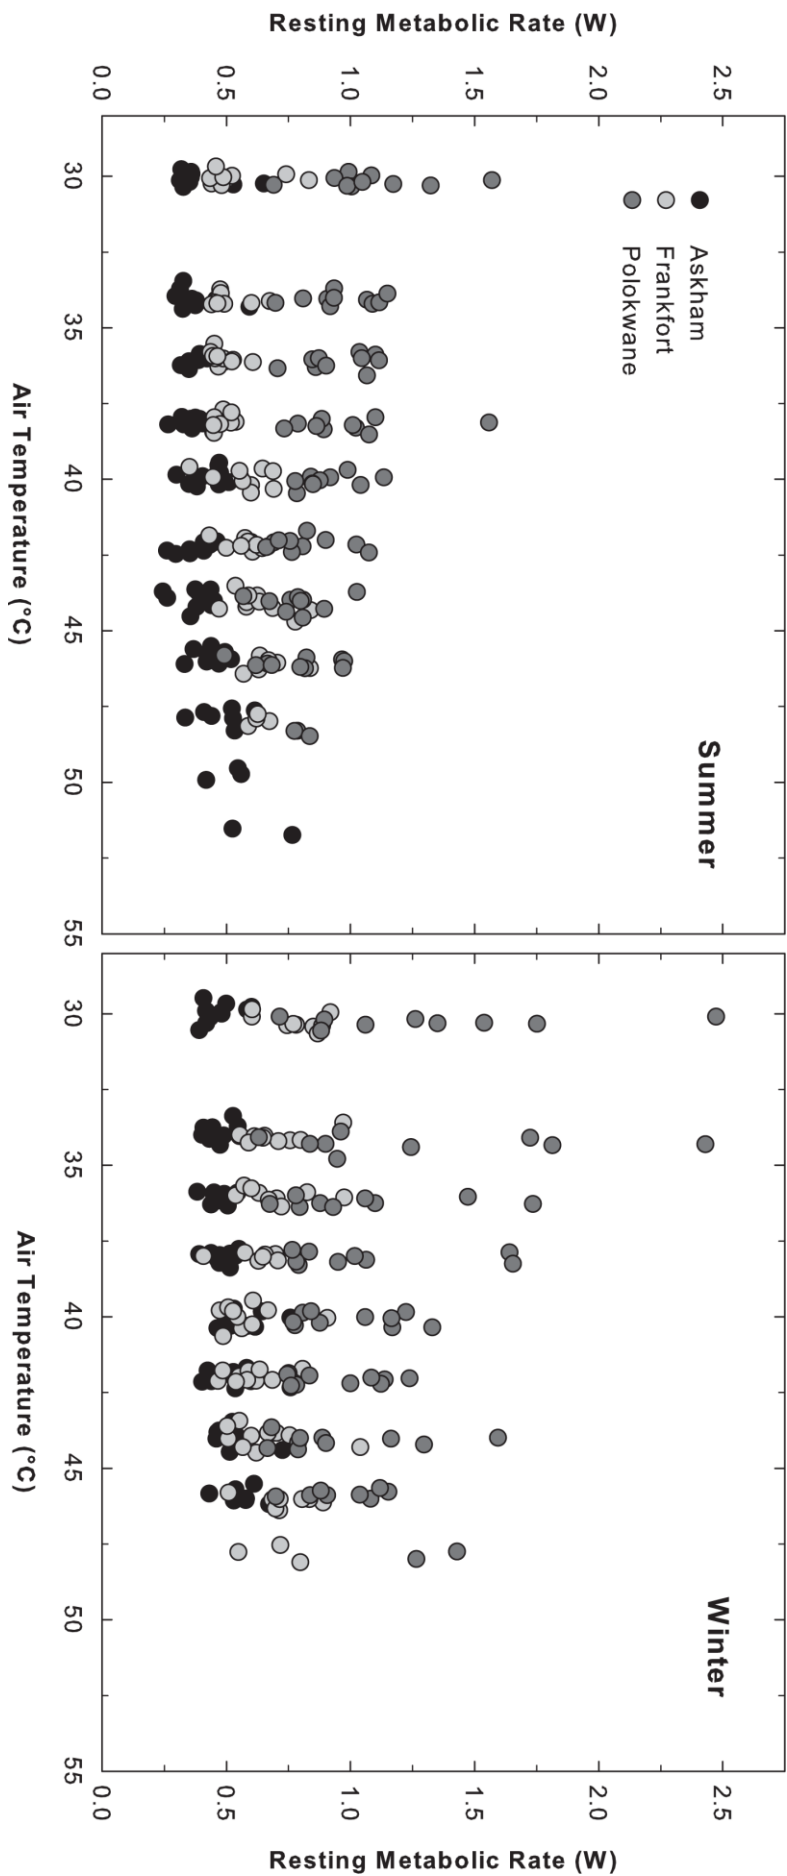 Resting Metabolic Rate (W)
0.0
0.5
1.0
1.5
2.0
2.5
Askham
Frankfort
Polokwane
Summer
30
35
40
45
50
55
Air Temperature (°C)
Winter
30
35
40
45
50
55
Air Temperature (°C)
0.0
0.5
1.0
1.5
2.0
2.5
Resting Metabolic Rate (W)